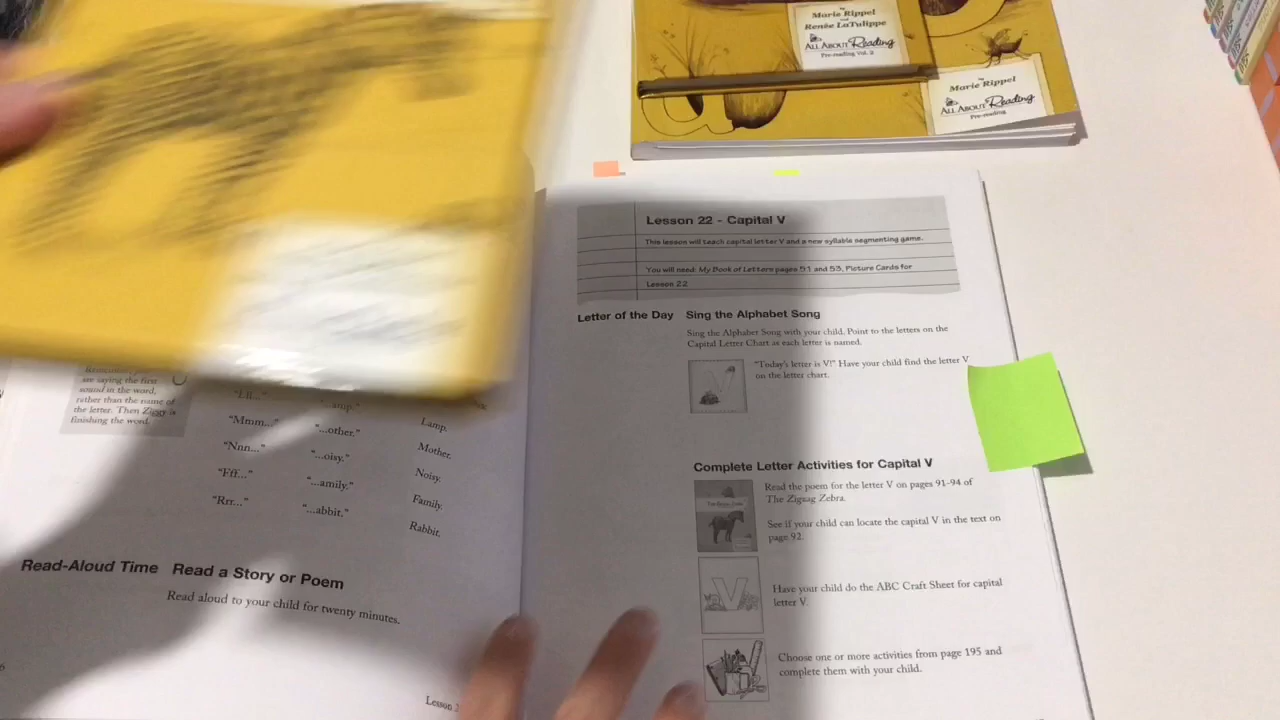 by
Marie Rippel
and
Renée LaTulippe
All About Reading
Pre-reading Vol. 2
by
Marie Rippel
All About Reading
Pre-reading
are saying the first
sound in the word,
rather than the name of
the letter. Then Ziggy is
finishing the word.
Lamp.
"Mmm..." "...other." Mother.
"Nnn..." "...oisy." Noisy.
"Fff..." "...amily." Family.
"Rrr..." "...abbit." Rabbit.
Read-Aloud Time Read a Story or Poem
Read aloud to your child for twenty minutes.
Lesson 22 - Capital V
This lesson will teach capital letter V and a new syllable segmenting game.
You will need: My Book of Letters pages 51 and 53, Picture Cards for
Lesson 22
Letter of the Day Sing the Alphabet Song
Sing the Alphabet Song with your child. Point to the letters on the
Capital Letter Chart as each letter is named.
"Today's letter is V!" Have your child find the letter V
on the letter chart.
Complete Letter Activities for Capital V
Read the poem for the letter V on pages 91-94 of
The Zigzag Zebra.
See if your child can locate the capital V in the text on
page 92.
Have your child do the ABC Craft Sheet for capital
letter V.
Choose one or more activities from page 195 and
complete them with your child.